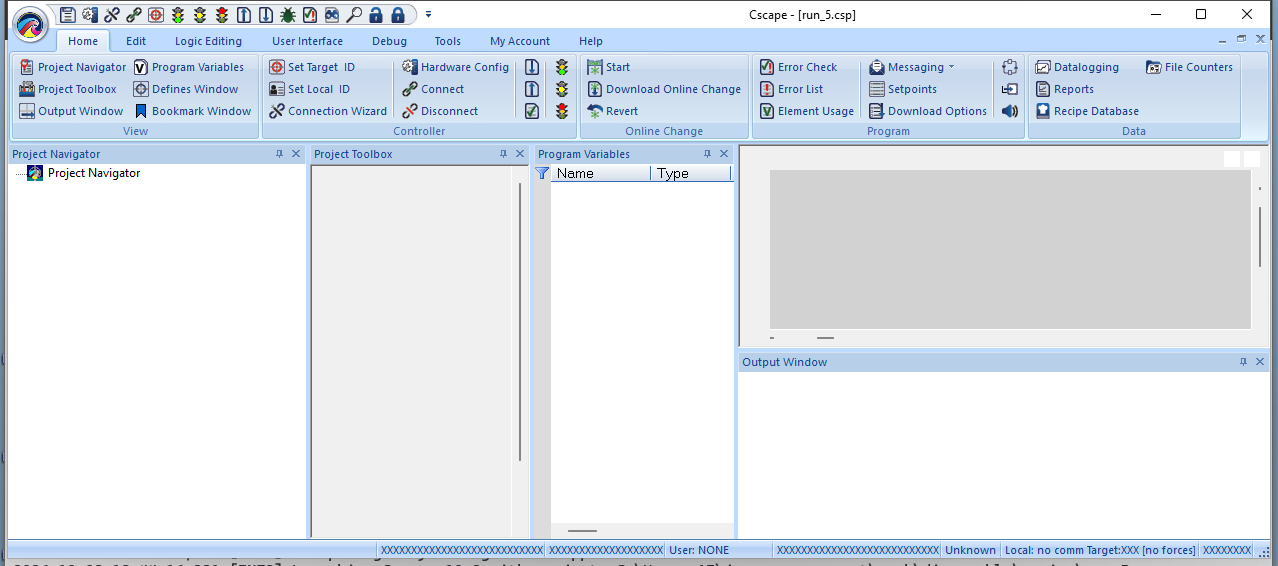 Cscape - [run_5.csp]
Home Edit Logic Editing User Interface Debug Tools My Account Help
Project Navigator Program Variables Set Target ID Hardware Config Start Error Check Messaging Datalogging File Counters
Project Toolbox Defines Window Set Local ID Connect Download Online Change Error List Setpoints Reports
Output Window Bookmark Window Connection Wizard Disconnect Revert Element Usage Download Options Recipe Database
View Controller Online Change Program Data
Project Navigator Project Toolbox Program Variables
Project Navigator
Name Type
Output Window
XXXXXXXXXXXXXXXXXXXXXXXXXXX XXXXXXXXXXXXXXXXXXX User: NONE XXXXXXXXXXXXXXXXXXXXXXXXXXX Unknown Local: no comm Target:XXX [no forces] XXXXXXXX